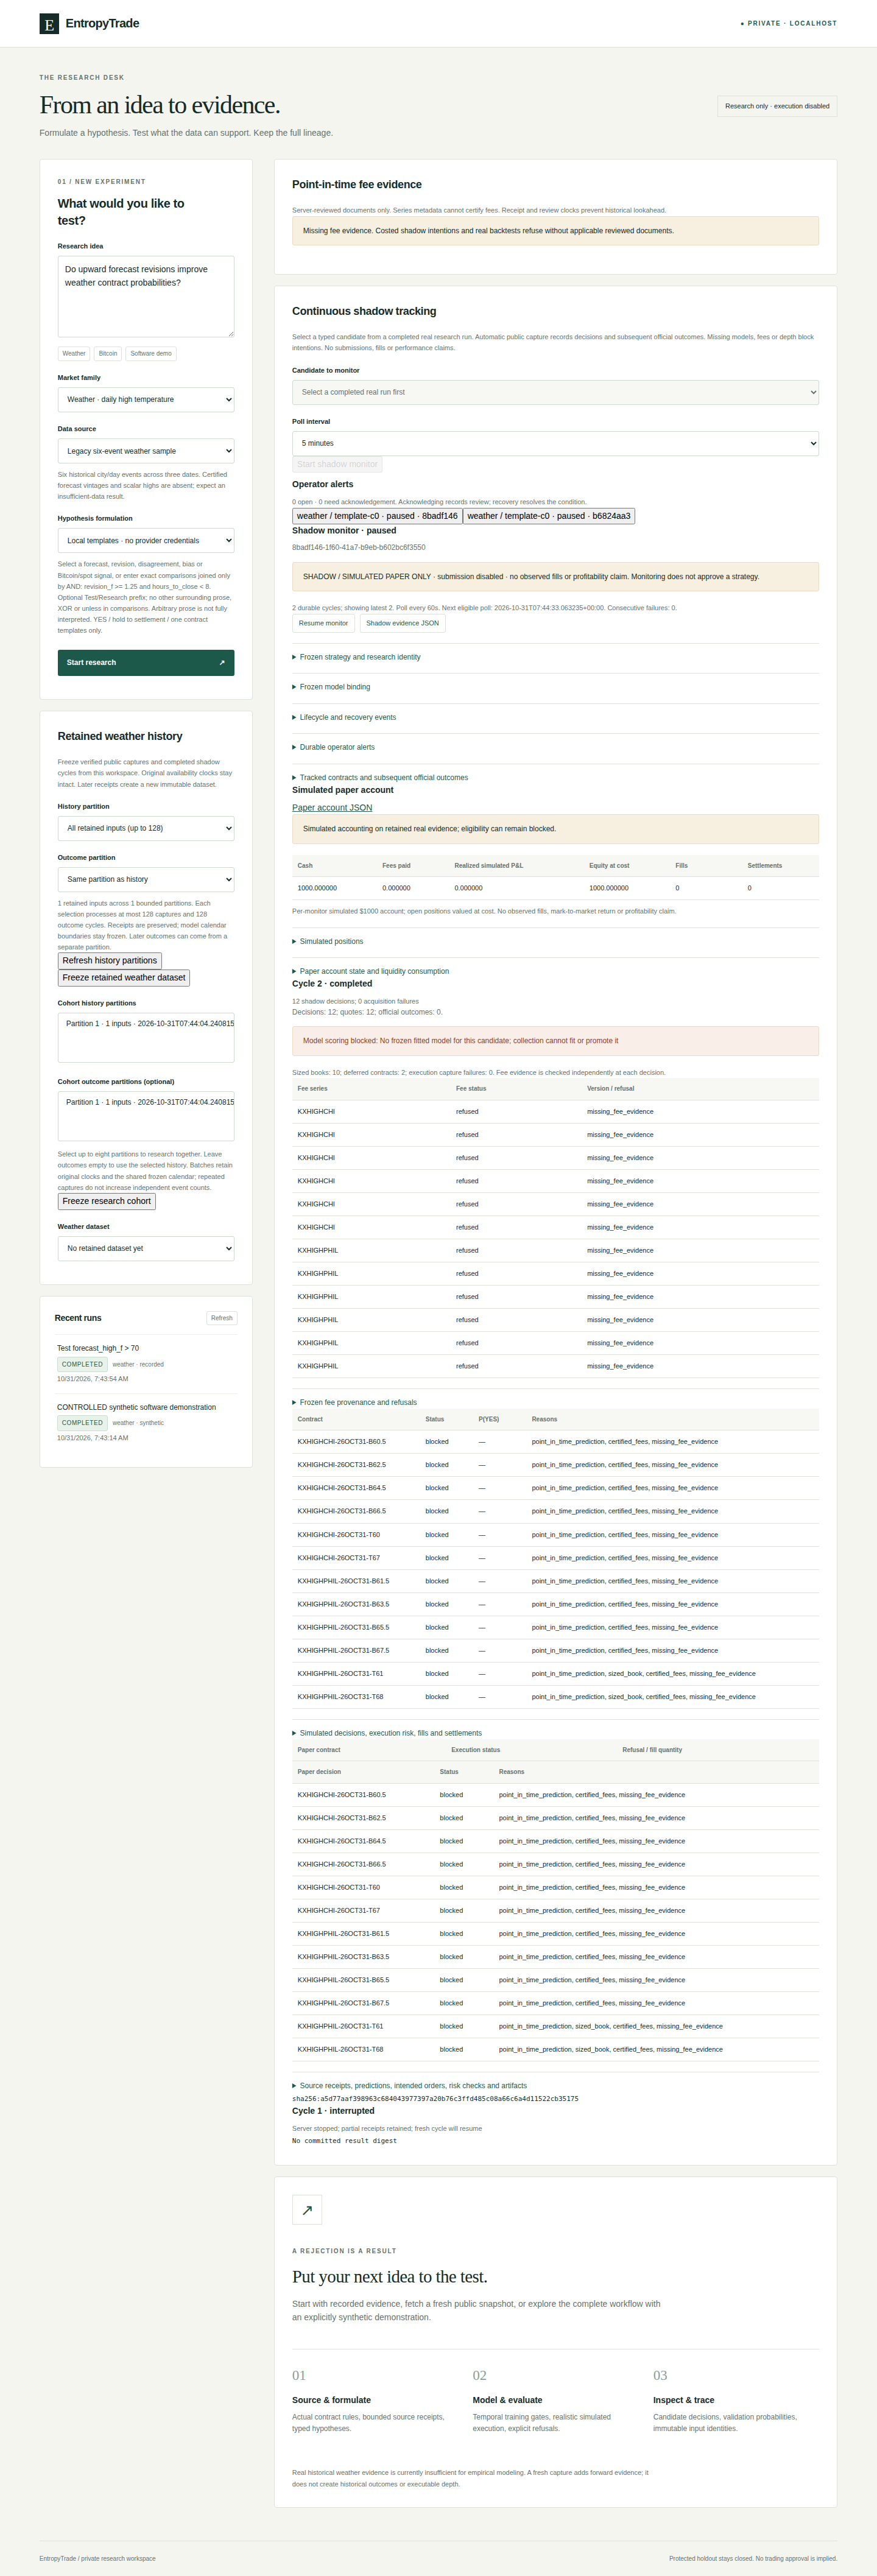 E EntropyTrade
● PRIVATE · LOCALHOST
THE RESEARCH DESK
From an idea to evidence.
Research only · execution disabled
Formulate a hypothesis. Test what the data can support. Keep the full lineage.
01 / NEW EXPERIMENT
What would you like to
test?
Research idea
Do upward forecast revisions improve
weather contract probabilities?
Weather Bitcoin Software demo
Market family
Weather · daily high temperature
Data source
Legacy six-event weather sample
Six historical city/day events across three dates. Certified
forecast vintages and scalar highs are absent; expect an
insufficient-data result.
Hypothesis formulation
Local templates · no provider credentials
Select a forecast, revision, disagreement, bias or
Bitcoin/spot signal, or enter exact comparisons joined only
by AND: revision_f >= 1.25 and hours_to_close < 8.
Optional Test/Research prefix; no other surrounding prose,
XOR or unless in comparisons. Arbitrary prose is not fully
interpreted. YES / hold to settlement / one contract
templates only.
Start research ↗
Retained weather history
Freeze verified public captures and completed shadow
cycles from this workspace. Original availability clocks stay
intact. Later receipts create a new immutable dataset.
History partition
All retained inputs (up to 128)
Outcome partition
Same partition as history
1 retained inputs across 1 bounded partitions. Each
selection processes at most 128 captures and 128
outcome cycles. Receipts are preserved; model calendar
boundaries stay frozen. Later outcomes can come from a
separate partition.
Refresh history partitions
Freeze retained weather dataset
Cohort history partitions
Partition 1 · 1 inputs · 2026-10-31T07:44:04.240815
Cohort outcome partitions (optional)
Partition 1 · 1 inputs · 2026-10-31T07:44:04.240815
Select up to eight partitions to research together. Leave
outcomes empty to use the selected history. Batches retain
original clocks and the shared frozen calendar; repeated
captures do not increase independent event counts.
Freeze research cohort
Weather dataset
No retained dataset yet
Recent runs
Refresh
Test forecast_high_f > 70
COMPLETED weather · recorded
10/31/2026, 7:43:54 AM
CONTROLLED synthetic software demonstration
COMPLETED weather · synthetic
10/31/2026, 7:43:14 AM
Point-in-time fee evidence
Server-reviewed documents only. Series metadata cannot certify fees. Receipt and review clocks prevent historical lookahead.
Missing fee evidence. Costed shadow intentions and real backtests refuse without applicable reviewed documents.
Continuous shadow tracking
Select a typed candidate from a completed real research run. Automatic public capture records decisions and subsequent official outcomes. Missing models, fees or depth block
intentions. No submissions, fills or performance claims.
Candidate to monitor
Select a completed real run first
Poll interval
5 minutes
Start shadow monitor
Operator alerts
0 open · 0 need acknowledgement. Acknowledging records review; recovery resolves the condition.
weather / template-c0 · paused · 8badf146 weather / template-c0 · paused · b6824aa3
Shadow monitor · paused
8badf146-1f60-41a7-b9eb-b602bc6f3550
SHADOW / SIMULATED PAPER ONLY · submission disabled · no observed fills or profitability claim. Monitoring does not approve a strategy.
2 durable cycles; showing latest 2. Poll every 60s. Next eligible poll: 2026-10-31T07:44:33.063235+00:00. Consecutive failures: 0.
Resume monitor Shadow evidence JSON
▶ Frozen strategy and research identity
▶ Frozen model binding
▶ Lifecycle and recovery events
▶ Durable operator alerts
▶ Tracked contracts and subsequent official outcomes
Simulated paper account
Paper account JSON
Simulated accounting on retained real evidence; eligibility can remain blocked.
Cash Fees paid Realized simulated P&L Equity at cost Fills Settlements
1000.000000 0.000000 0.000000 1000.000000 0 0
Per-monitor simulated $1000 account; open positions valued at cost. No observed fills, mark-to-market return or profitability claim.
▶ Simulated positions
▶ Paper account state and liquidity consumption
Cycle 2 · completed
12 shadow decisions; 0 acquisition failures
Decisions: 12; quotes: 12; official outcomes: 0.
Model scoring blocked: No frozen fitted model for this candidate; collection cannot fit or promote it
Sized books: 10; deferred contracts: 2; execution capture failures: 0. Fee evidence is checked independently at each decision.
Fee series Fee status Version / refusal
KXHIGHCHI refused missing_fee_evidence
KXHIGHCHI refused missing_fee_evidence
KXHIGHCHI refused missing_fee_evidence
KXHIGHCHI refused missing_fee_evidence
KXHIGHCHI refused missing_fee_evidence
KXHIGHCHI refused missing_fee_evidence
KXHIGHPHIL refused missing_fee_evidence
KXHIGHPHIL refused missing_fee_evidence
KXHIGHPHIL refused missing_fee_evidence
KXHIGHPHIL refused missing_fee_evidence
KXHIGHPHIL refused missing_fee_evidence
KXHIGHPHIL refused missing_fee_evidence
▶ Frozen fee provenance and refusals
Contract Status P(YES) Reasons
KXHIGHCHI-26OCT31-B60.5 blocked — point_in_time_prediction, certified_fees, missing_fee_evidence
KXHIGHCHI-26OCT31-B62.5 blocked — point_in_time_prediction, certified_fees, missing_fee_evidence
KXHIGHCHI-26OCT31-B64.5 blocked — point_in_time_prediction, certified_fees, missing_fee_evidence
KXHIGHCHI-26OCT31-B66.5 blocked — point_in_time_prediction, certified_fees, missing_fee_evidence
KXHIGHCHI-26OCT31-T60 blocked — point_in_time_prediction, certified_fees, missing_fee_evidence
KXHIGHCHI-26OCT31-T67 blocked — point_in_time_prediction, certified_fees, missing_fee_evidence
KXHIGHPHIL-26OCT31-B61.5 blocked — point_in_time_prediction, certified_fees, missing_fee_evidence
KXHIGHPHIL-26OCT31-B63.5 blocked — point_in_time_prediction, certified_fees, missing_fee_evidence
KXHIGHPHIL-26OCT31-B65.5 blocked — point_in_time_prediction, certified_fees, missing_fee_evidence
KXHIGHPHIL-26OCT31-B67.5 blocked — point_in_time_prediction, certified_fees, missing_fee_evidence
KXHIGHPHIL-26OCT31-T61 blocked — point_in_time_prediction, sized_book, certified_fees, missing_fee_evidence
KXHIGHPHIL-26OCT31-T68 blocked — point_in_time_prediction, sized_book, certified_fees, missing_fee_evidence
▶ Simulated decisions, execution risk, fills and settlements
Paper contract Execution status Refusal / fill quantity
Paper decision Status Reasons
KXHIGHCHI-26OCT31-B60.5 blocked point_in_time_prediction, certified_fees, missing_fee_evidence
KXHIGHCHI-26OCT31-B62.5 blocked point_in_time_prediction, certified_fees, missing_fee_evidence
KXHIGHCHI-26OCT31-B64.5 blocked point_in_time_prediction, certified_fees, missing_fee_evidence
KXHIGHCHI-26OCT31-B66.5 blocked point_in_time_prediction, certified_fees, missing_fee_evidence
KXHIGHCHI-26OCT31-T60 blocked point_in_time_prediction, certified_fees, missing_fee_evidence
KXHIGHCHI-26OCT31-T67 blocked point_in_time_prediction, certified_fees, missing_fee_evidence
KXHIGHPHIL-26OCT31-B61.5 blocked point_in_time_prediction, certified_fees, missing_fee_evidence
KXHIGHPHIL-26OCT31-B63.5 blocked point_in_time_prediction, certified_fees, missing_fee_evidence
KXHIGHPHIL-26OCT31-B65.5 blocked point_in_time_prediction, certified_fees, missing_fee_evidence
KXHIGHPHIL-26OCT31-B67.5 blocked point_in_time_prediction, certified_fees, missing_fee_evidence
KXHIGHPHIL-26OCT31-T61 blocked point_in_time_prediction, sized_book, certified_fees, missing_fee_evidence
KXHIGHPHIL-26OCT31-T68 blocked point_in_time_prediction, sized_book, certified_fees, missing_fee_evidence
▶ Source receipts, predictions, intended orders, risk checks and artifacts
sha256:a5d77aaf398963c684043977397a20b76c3ffd485c08a66c6a4d11522cb35175
Cycle 1 · interrupted
Server stopped; partial receipts retained; fresh cycle will resume
No committed result digest
↗
A REJECTION IS A RESULT
Put your next idea to the test.
Start with recorded evidence, fetch a fresh public snapshot, or explore the complete workflow with
an explicitly synthetic demonstration.
01
Source & formulate
Actual contract rules, bounded source receipts,
typed hypotheses.
02
Model & evaluate
Temporal training gates, realistic simulated
execution, explicit refusals.
03
Inspect & trace
Candidate decisions, validation probabilities,
immutable input identities.
Real historical weather evidence is currently insufficient for empirical modeling. A fresh capture adds forward evidence; it
does not create historical outcomes or executable depth.
EntropyTrade / private research workspace
Protected holdout stays closed. No trading approval is implied.